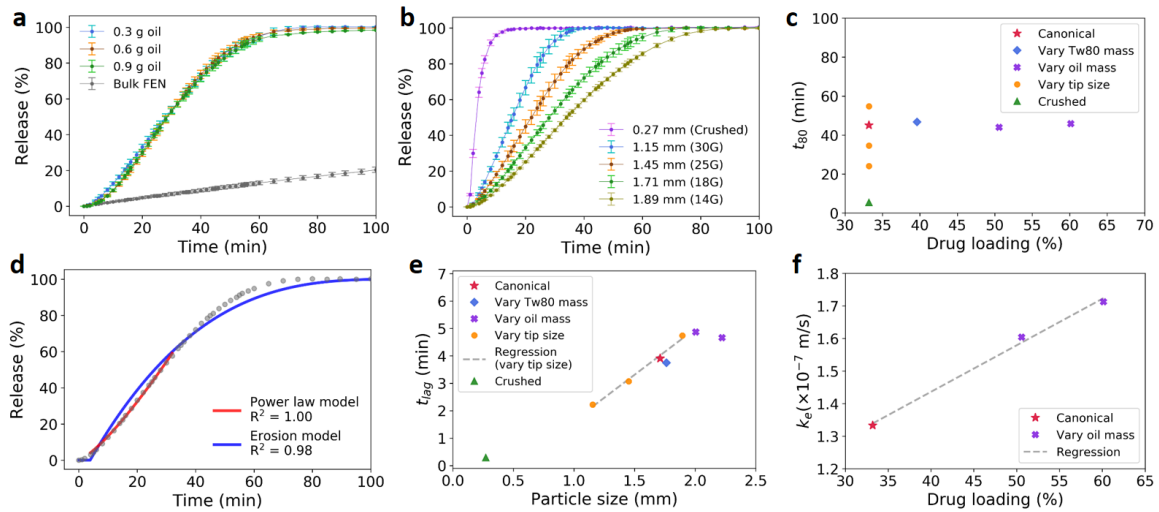 a
100
80
60
40
20
0
Release (%)
0.3 g oil
0.6 g oil
0.9 g oil
Bulk FEN
0 20 40 60 80 100
Time (min)
b
100
80
60
40
20
0
Release (%)
0.27 mm (Crushed)
1.15 mm (30G)
1.45 mm (25G)
1.71 mm (18G)
1.89 mm (14G)
0 20 40 60 80 100
Time (min)
c
100
80
60
40
20
0
t80 (min)
Canonical
Vary Tw80 mass
Vary oil mass
Vary tip size
Crushed
30 35 40 45 50 55 60 65 70
Drug loading (%)
d
100
80
60
40
20
0
Release (%)
Power law model
R² = 1.00
Erosion model
R² = 0.98
0 20 40 60 80 100
Time (min)
e
7
6
5
4
3
2
1
0
tlag (min)
Canonical
Vary Tw80 mass
Vary oil mass
Vary tip size
Regression
(vary tip size)
Crushed
0.0 0.5 1.0 1.5 2.0 2.5
Particle size (mm)
f
1.8
1.7
1.6
1.5
1.4
1.3
1.2
ke(×10⁻⁷ m/s)
Canonical
Vary oil mass
Regression
30 35 40 45 50 55 60 65
Drug loading (%)